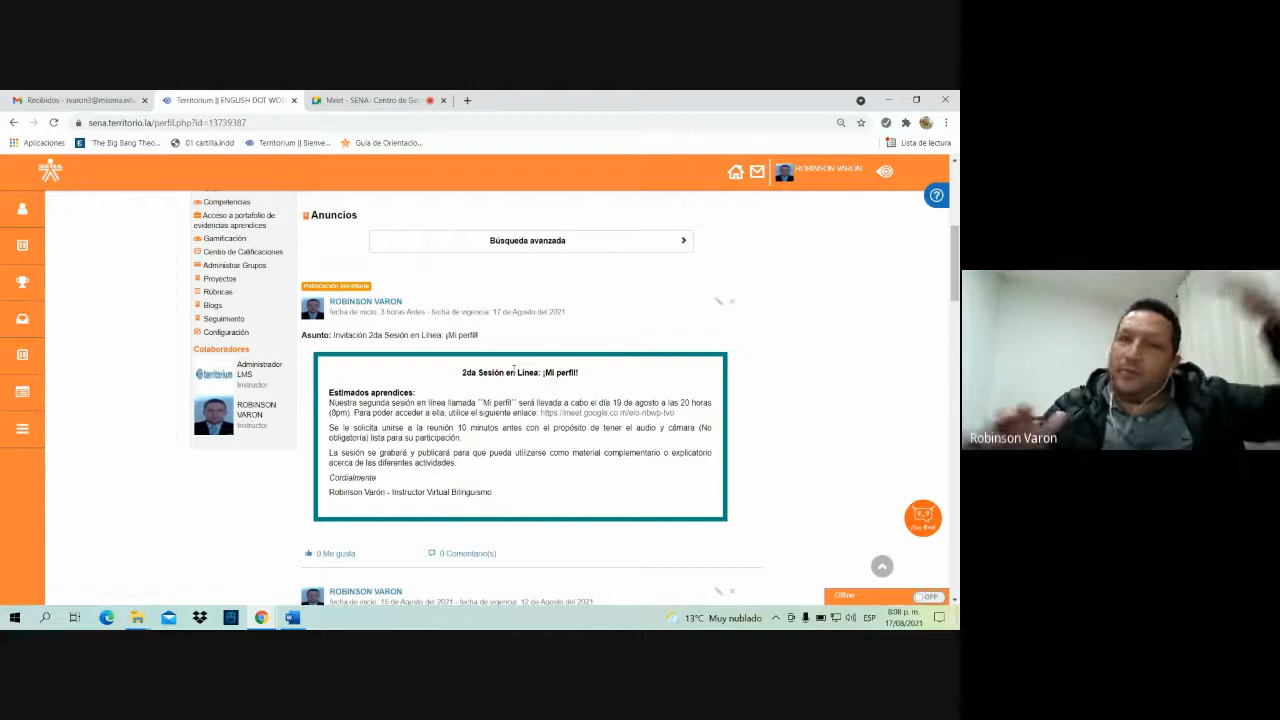 Recibidos - rvaron3@misena.edu
Territorium || ENGLISH DOT WO
Meet - SENA- Centro de Ges
sena.territorio.la/perfil.php?id=13739387
Aplicaciones
"The Big Bang Theo...
01 cartilla.indd
Territorium || Bienve...
Guía de Orientacio...
Lista de lectura
SENA
ROBINSON VARON
Competencias
Acceso a portafolio de
evidencias aprendices
Gamificación
Centro de Calificaciones
Administrar Grupos
Proyectos
Rúbricas
Blogs
Seguimiento
Configuración
Colaboradores
territorium
Administrador
LMS
Instructor
ROBINSON
VARON
Instructor
Anuncios
Búsqueda avanzada
Publicación prioritaria
ROBINSON VARON
fecha de inicio: 3 horas Antes - fecha de vigencia: 17 de Agosto del 2021
Asunto: Invitación 2da Sesión en Línea: ¡Mi perfil!
2da Sesión en Línea: ¡Mi perfil!
Estimados aprendices:
Nuestra segunda sesión en línea llamada ¨Mi perfil¨ será llevada a cabo el día 19 de agosto a las 20 horas
(8pm). Para poder acceder a ella, utilice el siguiente enlace: https://meet.google.co m/eio-nbwp-tvo
Se le solicita unirse a la reunión 10 minutos antes con el propósito de tener el audio y cámara (No
obligatoria) lista para su participación.
La sesión se grabará y publicará para que pueda utilizarse como material complementario o explicatorio
acerca de las diferentes actividades.
Cordialmente
Robinson Varón - Instructor Virtual Bilinguismo
0 Me gusta
0 Comentario(s)
ROBINSON VARON
fecha de inicio: 15 de Agosto del 2021 - fecha de vigencia: 12 de Agosto del 2021
Offline
OFF
13°C Muy nublado
ESP
8:08 p. m.
17/08/2021
Robinson Varon